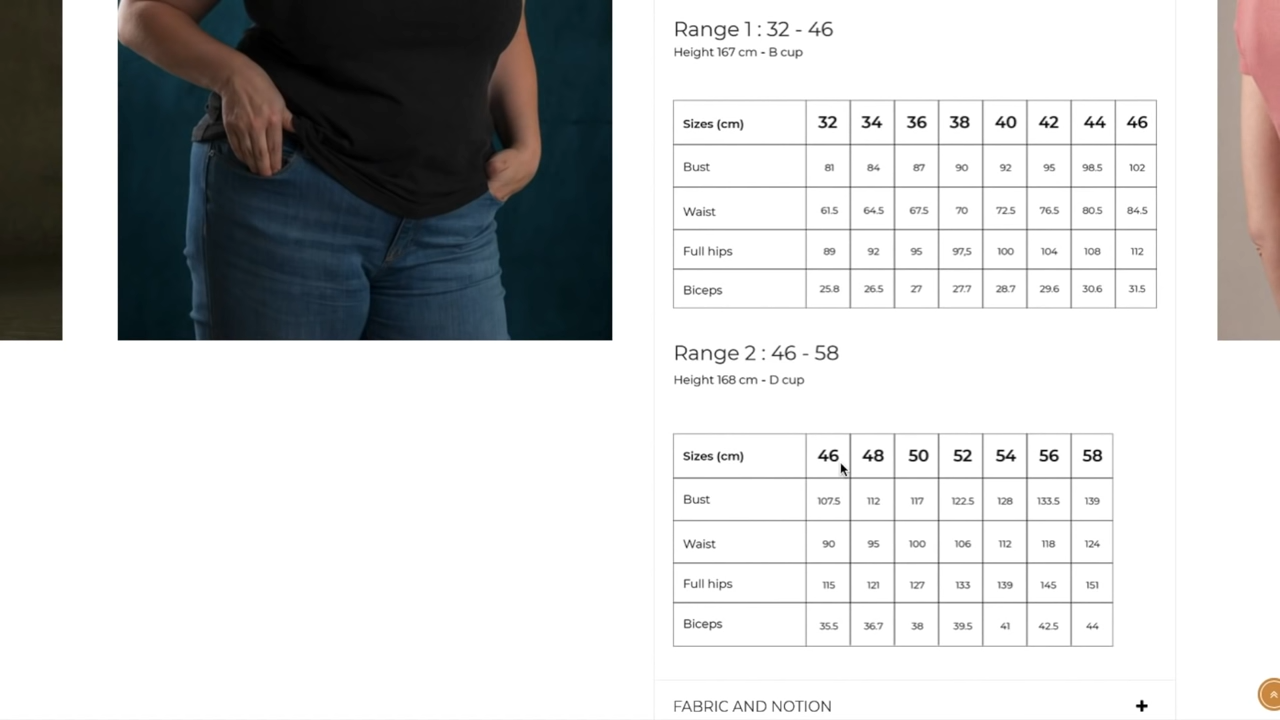 Range 1 : 32 - 46
Height 167 cm - B cup
Sizes (cm) 32 34 36 38 40 42 44 46
Bust 81 84 87 90 92 95 98.5 102
Waist 61.5 64.5 67.5 70 72.5 76.5 80.5 84.5
Full hips 89 92 95 97,5 100 104 108 112
Biceps 25.8 26.5 27 27.7 28.7 29.6 30.6 31.5
Range 2 : 46 - 58
Height 168 cm - D cup
Sizes (cm) 46 48 50 52 54 56 58
Bust 107.5 112 117 122.5 128 133.5 139
Waist 90 95 100 106 112 118 124
Full hips 115 121 127 133 139 145 151
Biceps 35.5 36.7 38 39.5 41 42.5 44
FABRIC AND NOTION +